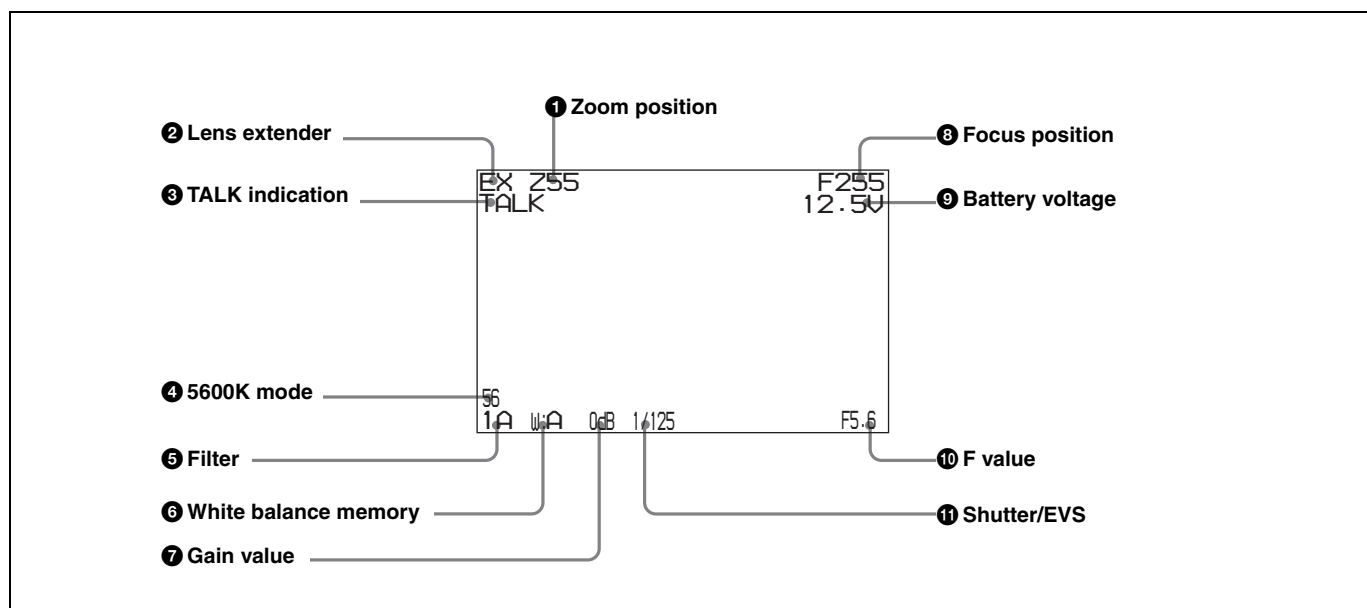 ❶ Zoom position
❷ Lens extender
❽ Focus position
EX Z55
F255
❸ TALK indication
TALK
12.5V
❾ Battery voltage
❹ 5600K mode
56
1A W:A 0dB 1/125
F5.6
❺ Filter
❿ F value
❻ White balance memory
⓫ Shutter/EVS
❼ Gain value